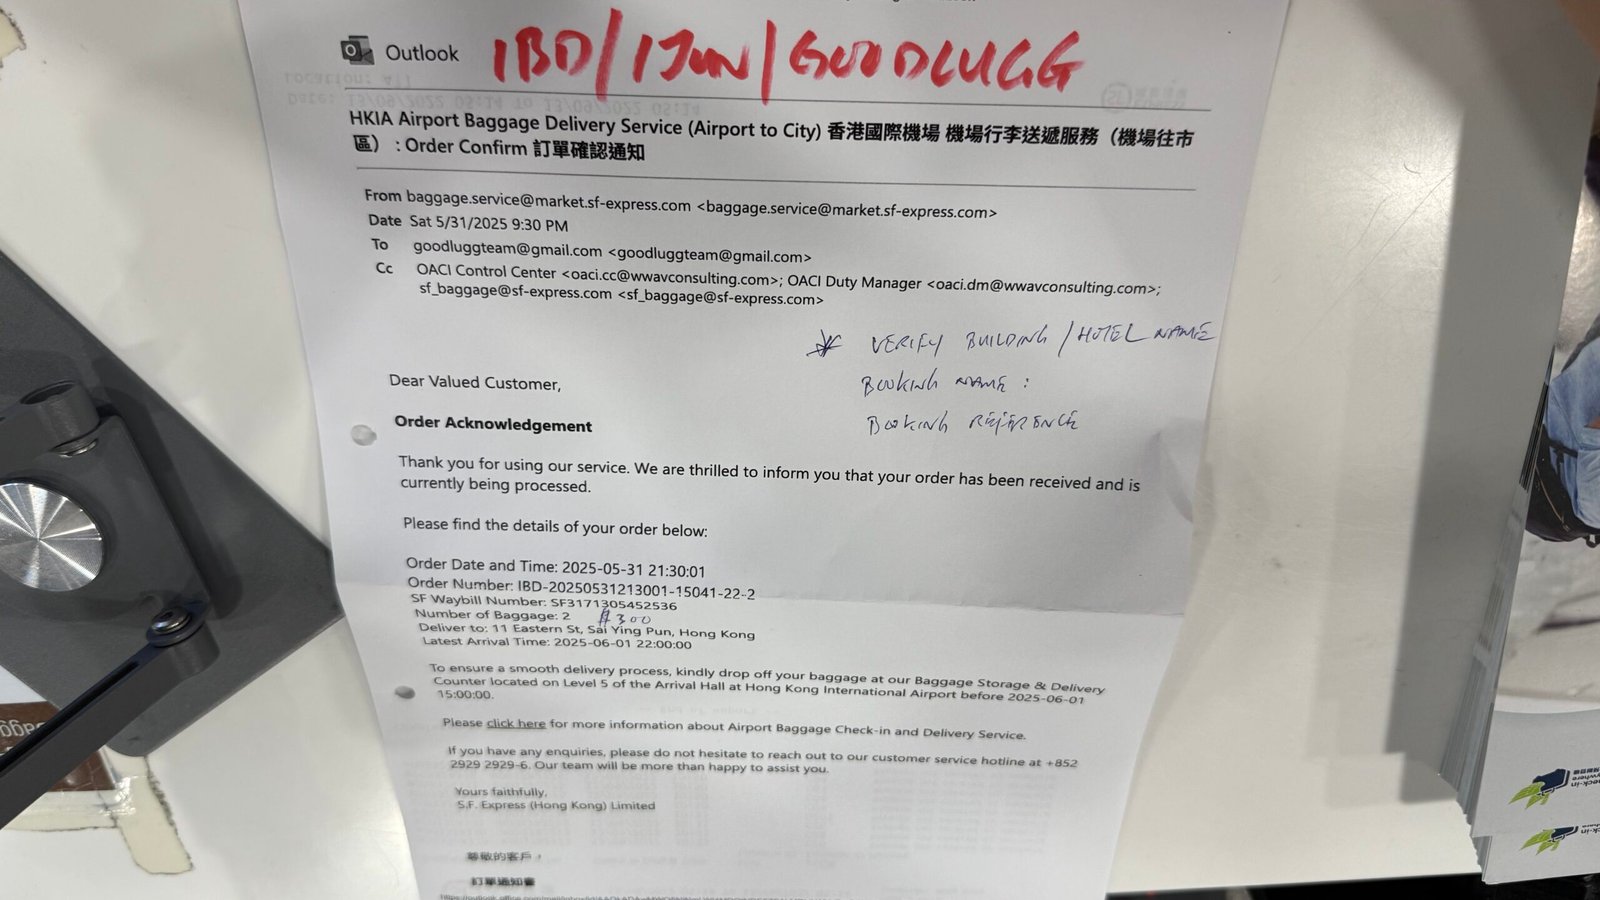 IBD/1JUN/GOODLUGG
Outlook
HKIA Airport Baggage Delivery Service (Airport to City) 香港國際機場 機場行李送遞服務（機場往市
區） : Order Confirm 訂單確認通知
From baggage.service@market.sf-express.com <baggage.service@market.sf-express.com>
Date Sat 5/31/2025 9:30 PM
To goodluggteam@gmail.com <goodluggteam@gmail.com>
Cc OACI Control Center <oaci.cc@wwavconsulting.com>; OACI Duty Manager <oaci.dm@wwavconsulting.com>;
sf_baggage@sf-express.com <sf_baggage@sf-express.com>
* VERIFY BUILDING / HOTEL NAME
BOOKING NAME :
BOOKING REFERENCE
Dear Valued Customer,
Order Acknowledgement
Thank you for using our service. We are thrilled to inform you that your order has been received and is
currently being processed.
Please find the details of your order below:
Order Date and Time: 2025-05-31 21:30:01
Order Number: IBD-20250531213001-15041-22-2
SF Waybill Number: SF3171305452536
Number of Baggage: 2 $300
Deliver to: 11 Eastern St, Sai Ying Pun, Hong Kong
Latest Arrival Time: 2025-06-01 22:00:00
To ensure a smooth delivery process, kindly drop off your baggage at our Baggage Storage & Delivery
Counter located on Level 5 of the Arrival Hall at Hong Kong International Airport before 2025-06-01
15:00:00.
Please click here for more information about Airport Baggage Check-in and Delivery Service.
If you have any enquiries, please do not hesitate to reach out to our customer service hotline at +852
2929 2929-6. Our team will be more than happy to assist you.
Yours faithfully,
S.F. Express (Hong Kong) Limited
尊敬的客戶，
訂單通知書